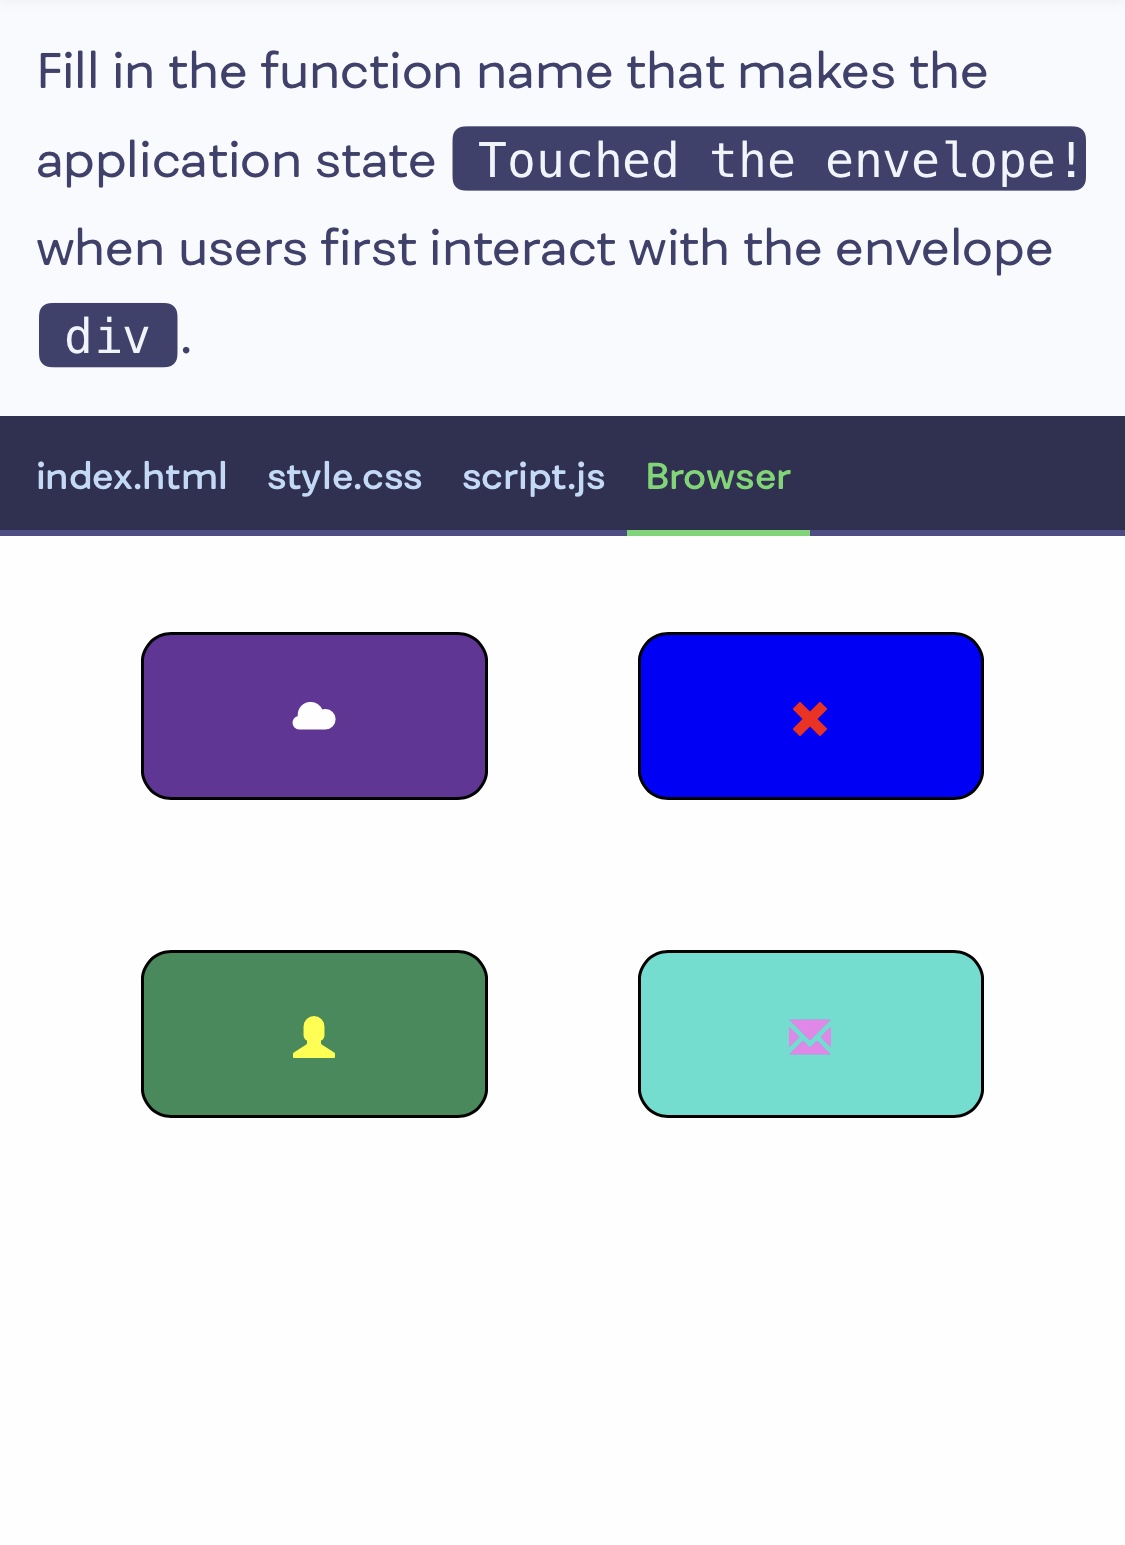 Fill in the function name that makes the
application state Touched the envelope!
when users first interact with the envelope
div.
index.html style.css script.js Browser